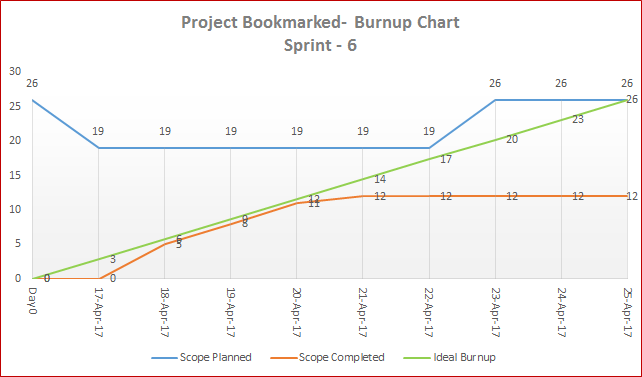 Project Bookmarked- Burnup Chart
Sprint - 6
30
26 26 26 26
25 26
23
20 19 19 19 19 19 19 20
17
15 14
12
10 11 12 12 12 12 12
9
8
5 6
5
3
0 0 0
Day0 17-Apr-17 18-Apr-17 19-Apr-17 20-Apr-17 21-Apr-17 22-Apr-17 23-Apr-17 24-Apr-17 25-Apr-17
Scope Planned Scope Completed Ideal Burnup